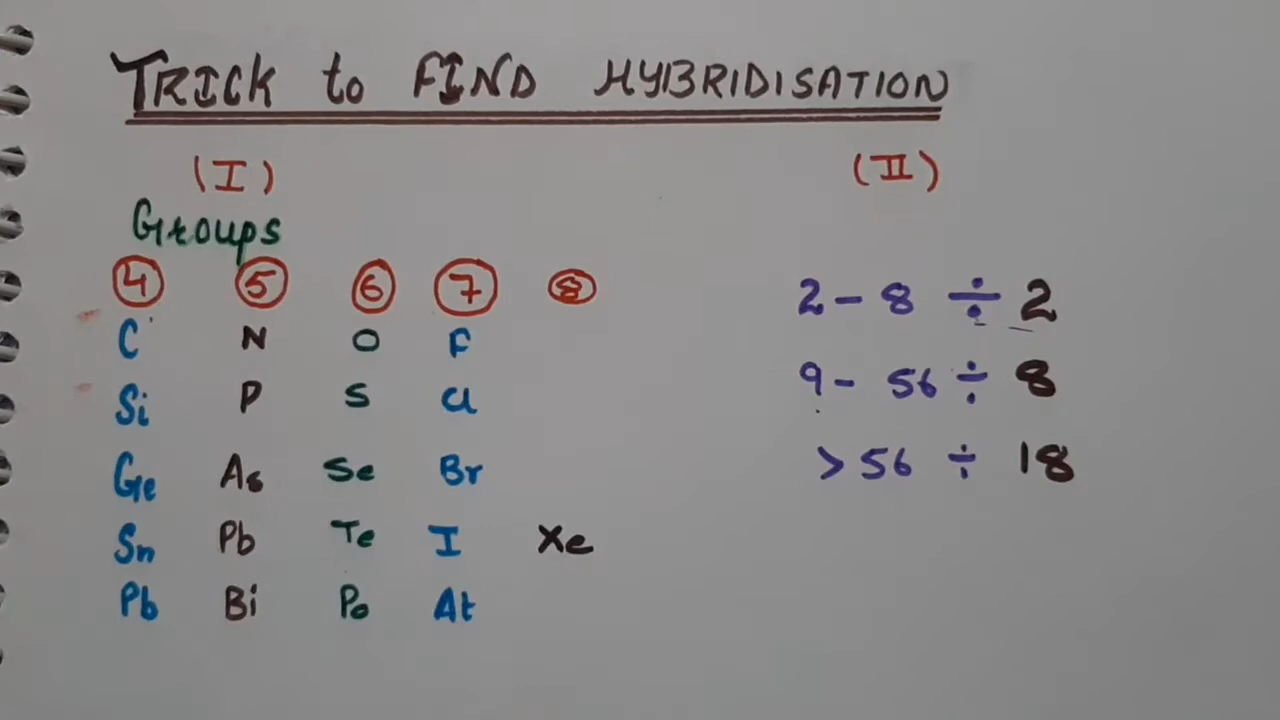 TRICK to FIND HYBRIDISATION
(I)
Groups
4 5 6 7 8
C N O F
Si P S Cl
Ge As Se Br
Sn Pb Te I Xe
Pb Bi Po At
(II)
2 - 8 ÷ 2
9 - 56 ÷ 8
> 56 ÷ 18